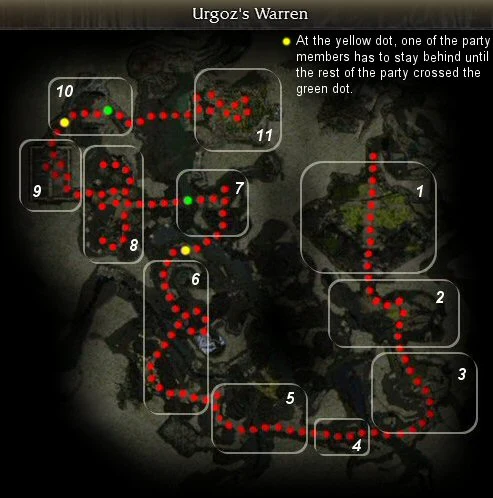 Urgoz's Warren
At the yellow dot, one of the party
members has to stay behind until
the rest of the party crossed the
green dot.
10
11
1
9
7
8
6
2
3
5
4